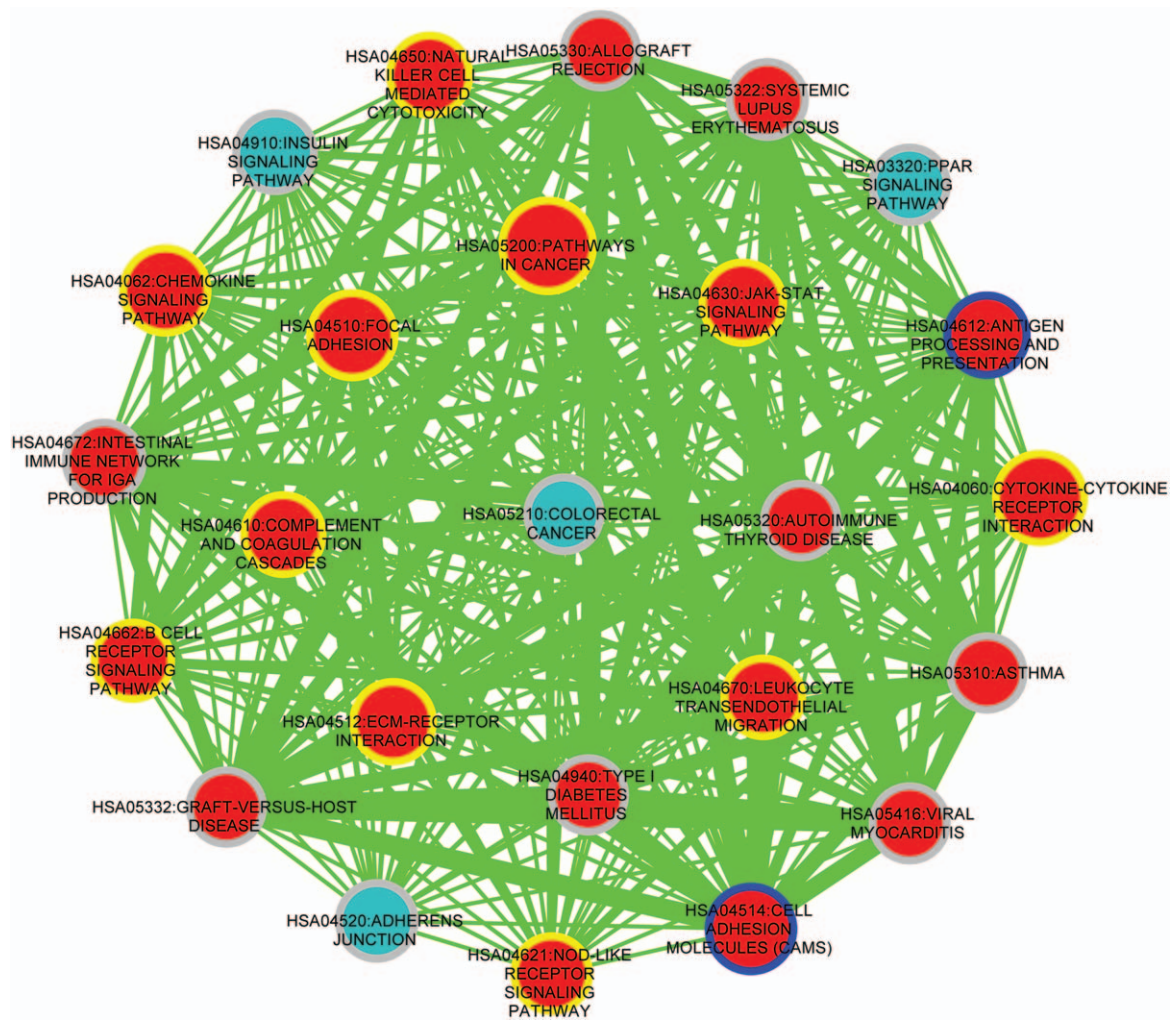 HSA04650:NATURAL
KILLER CELL
MEDIATED
CYTOTOXICITY
HSA05330:ALLOGRAFT
REJECTION
HSA05322:SYSTEMIC
LUPUS
ERYTHEMATOSUS
HSA04910:INSULIN
SIGNALING
PATHWAY
HSA03320:PPAR
SIGNALING
PATHWAY
HSA05200:PATHWAYS
IN CANCER
HSA04062:CHEMOKINE
SIGNALING
PATHWAY
HSA04630:JAK-STAT
SIGNALING
PATHWAY
HSA04510:FOCAL
ADHESION
HSA04612:ANTIGEN
PROCESSING AND
PRESENTATION
HSA04672:INTESTINAL
IMMUNE NETWORK
FOR IGA
PRODUCTION
HSA04060:CYTOKINE-CYTOKINE
RECEPTOR
INTERACTION
HSA04610:COMPLEMENT
AND COAGULATION
CASCADES
HSA05210:COLORECTAL
CANCER
HSA05320:AUTOIMMUNE
THYROID DISEASE
HSA04662:B CELL
RECEPTOR
SIGNALING
PATHWAY
HSA05310:ASTHMA
HSA04670:LEUKOCYTE
TRANSENDOTHELIAL
MIGRATION
HSA04512:ECM-RECEPTOR
INTERACTION
HSA04940:TYPE I
DIABETES
MELLITUS
HSA05332:GRAFT-VERSUS-HOST
DISEASE
HSA05416:VIRAL
MYOCARDITIS
HSA04520:ADHERENS
JUNCTION
HSA04514:CELL
ADHESION
MOLECULES (CAMS)
HSA04621:NOD-LIKE
RECEPTOR
SIGNALING
PATHWAY